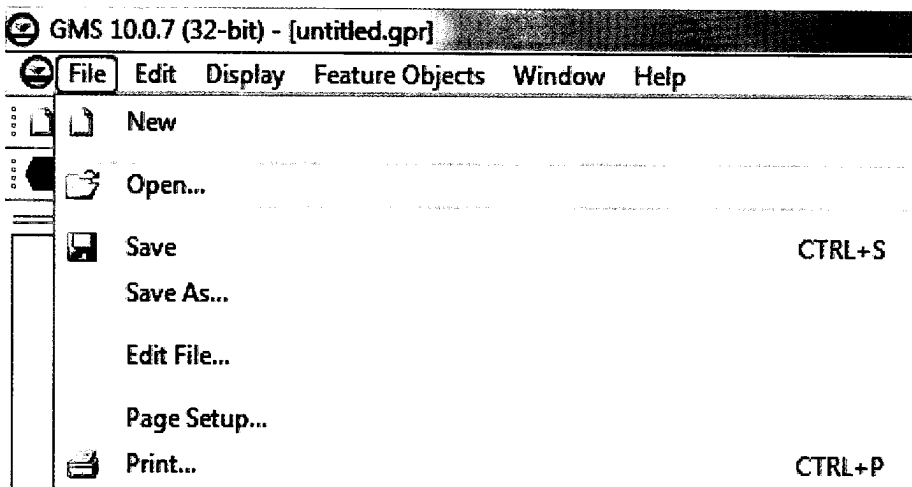 GMS 10.0.7 (32-bit) - [untitled.gpr]
File Edit Display Feature Objects Window Help
New
Open...
Save CTRL+S
Save As...
Edit File...
Page Setup...
Print... CTRL+P